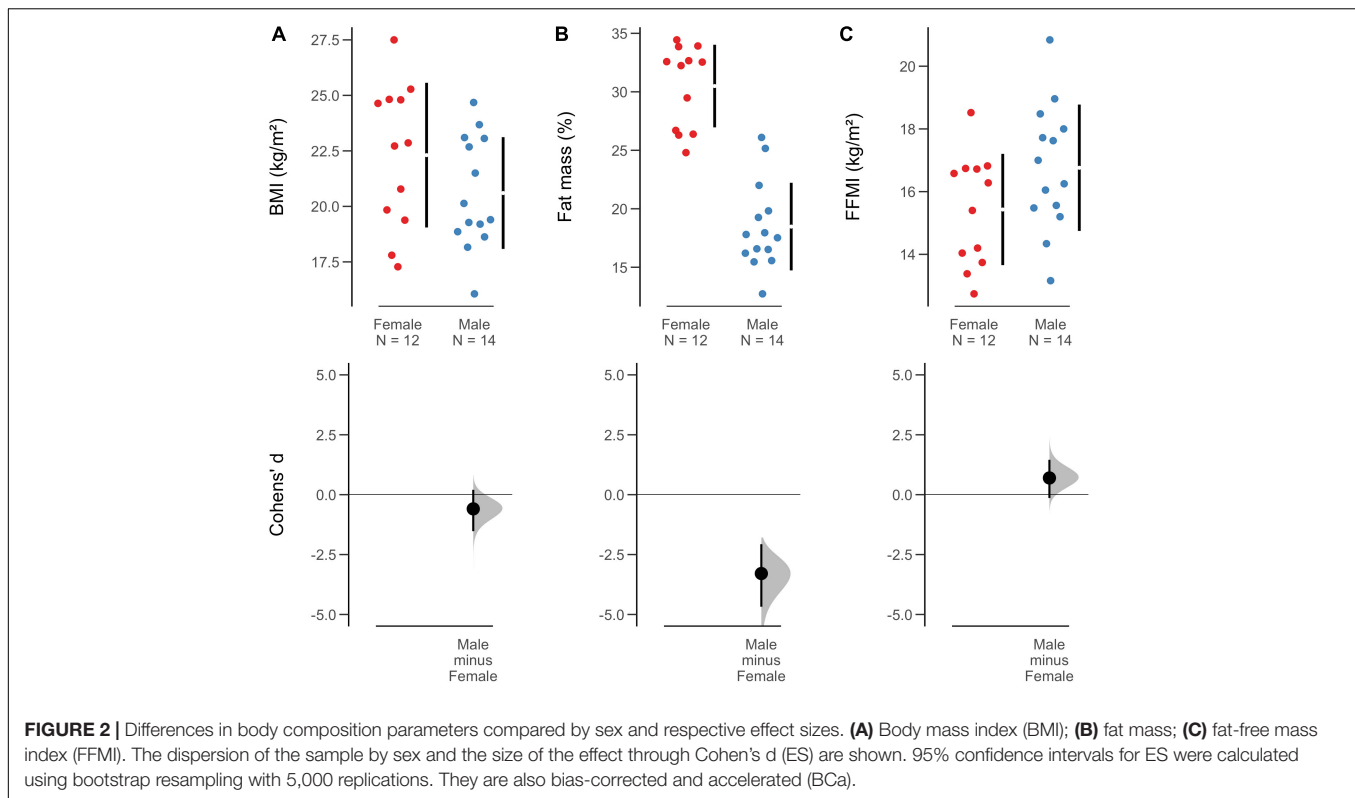 A
BMI (kg/m²)
27.5
25.0
22.5
20.0
17.5
Female
N = 12
Male
N = 14
B
Fat mass (%)
35
30
25
20
15
Female
N = 12
Male
N = 14
C
FFMI (kg/m²)
20
18
16
14
Female
N = 12
Male
N = 14
Cohens' d
5.0
2.5
0.0
-2.5
-5.0
Male
minus
Female
5.0
2.5
0.0
-2.5
-5.0
Male
minus
Female
5.0
2.5
0.0
-2.5
-5.0
Male
minus
Female
FIGURE 2 | Differences in body composition parameters compared by sex and respective effect sizes. (A) Body mass index (BMI); (B) fat mass; (C) fat-free mass
index (FFMI). The dispersion of the sample by sex and the size of the effect through Cohen's d (ES) are shown. 95% confidence intervals for ES were calculated
using bootstrap resampling with 5,000 replications. They are also bias-corrected and accelerated (BCa).